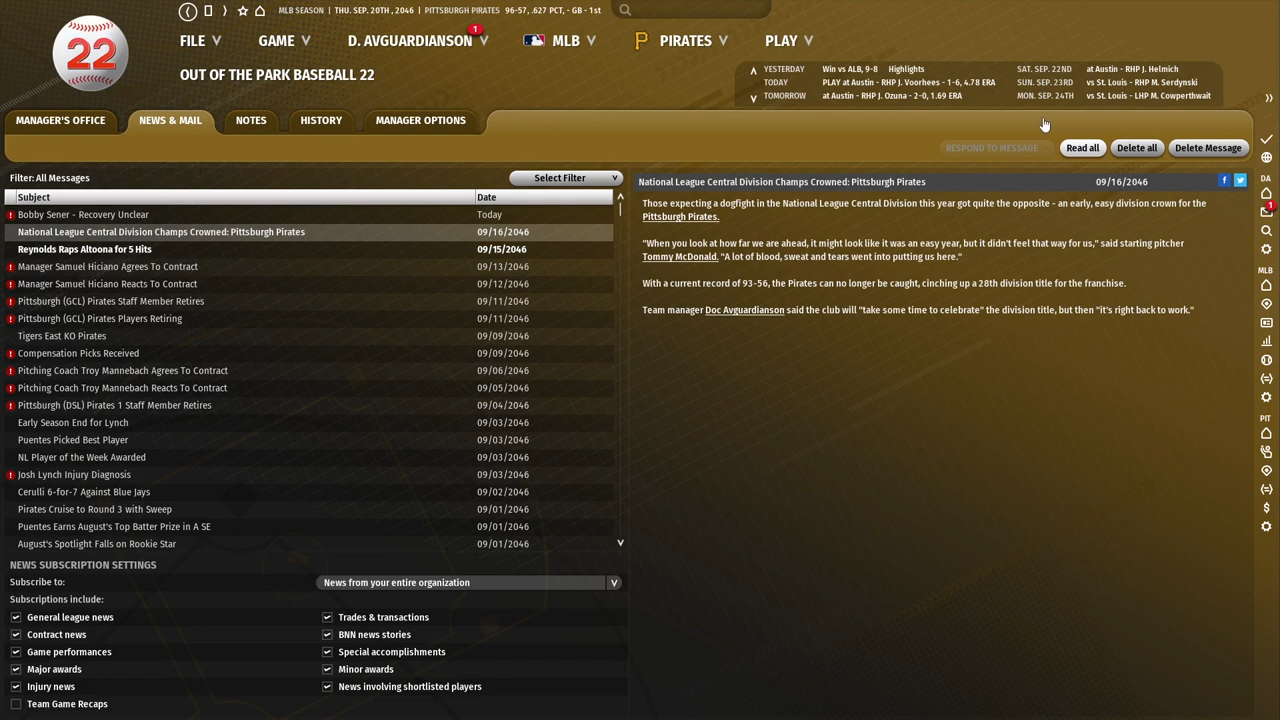 MLB SEASON | THU. SEP. 20TH , 2046 | PITTSBURGH PIRATES 96-57, .627 PCT, - GB - 1st
22
FILE GAME D. AVGUARDIANSON 1 MLB P PIRATES PLAY
OUT OF THE PARK BASEBALL 22
YESTERDAY Win vs ALB, 9-8 Highlights SAT. SEP. 22ND at Austin - RHP J. Helmich
TODAY PLAY at Austin - RHP J. Voorhees - 1-6, 4.78 ERA SUN. SEP. 23RD vs St. Louis - RHP M. Serdynski
TOMORROW at Austin - RHP J. Ozuna - 2-0, 1.69 ERA MON. SEP. 24TH vs St. Louis - LHP M. Cowperthwait
MANAGER'S OFFICE NEWS & MAIL NOTES HISTORY MANAGER OPTIONS
RESPOND TO MESSAGE Read all Delete all Delete Message
Filter: All Messages Select Filter
Subject Date
Bobby Sener - Recovery Unclear Today
National League Central Division Champs Crowned: Pittsburgh Pirates 09/16/2046
Reynolds Raps Altoona for 5 Hits 09/15/2046
Manager Samuel Hiciano Agrees To Contract 09/13/2046
Manager Samuel Hiciano Reacts To Contract 09/12/2046
Pittsburgh (GCL) Pirates Staff Member Retires 09/11/2046
Pittsburgh (GCL) Pirates Players Retiring 09/11/2046
Tigers East KO Pirates 09/09/2046
Compensation Picks Received 09/09/2046
Pitching Coach Troy Mannebach Agrees To Contract 09/06/2046
Pitching Coach Troy Mannebach Reacts To Contract 09/05/2046
Pittsburgh (DSL) Pirates 1 Staff Member Retires 09/04/2046
Early Season End for Lynch 09/03/2046
Puentes Picked Best Player 09/03/2046
NL Player of the Week Awarded 09/03/2046
Josh Lynch Injury Diagnosis 09/03/2046
Cerulli 6-for-7 Against Blue Jays 09/02/2046
Pirates Cruise to Round 3 with Sweep 09/01/2046
Puentes Earns August's Top Batter Prize in A SE 09/01/2046
August's Spotlight Falls on Rookie Star 09/01/2046
NEWS SUBSCRIPTION SETTINGS
Subscribe to: News from your entire organization
Subscriptions include:
General league news Trades & transactions
Contract news BNN news stories
Game performances Special accomplishments
Major awards Minor awards
Injury news News involving shortlisted players
Team Game Recaps
National League Central Division Champs Crowned: Pittsburgh Pirates 09/16/2046
Those expecting a dogfight in the National League Central Division this year got quite the opposite - an early, easy division crown for the
Pittsburgh Pirates.
"When you look at how far we are ahead, it might look like it was an easy year, but it didn't feel that way for us," said starting pitcher
Tommy McDonald. "A lot of blood, sweat and tears went into putting us here."
With a current record of 93-56, the Pirates can no longer be caught, cinching up a 28th division title for the franchise.
Team manager Doc Avguardianson said the club will "take some time to celebrate" the division title, but then "it's right back to work."
DA
1
MLB
PIT